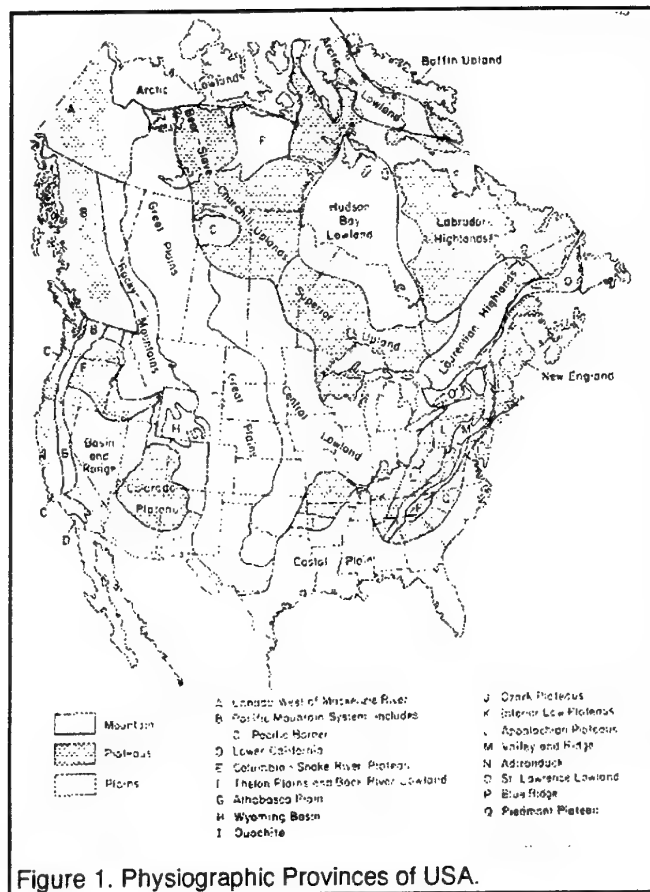 Baffin Upland
Arctic
Lowlands
Arctic
Lowland
A
Bear-Slave
F
Churchill Uplands
Hudson
Bay
Lowland
Labrador
Highlands
B
Great Plains
Rocky
Mountains
Superior
Upland
Laurentian Highlands
New England
C
B
E
Basin
and
Range
H
Great
Plains
Central
Lowland
Colorado
Plateau
L
M
K
P
C
D
Costal Plain
Mountain
Plateaus
Plains
A Canada West of Mackenzie River
B Pacific Mountain System includes
C Pacific Border
D Lower California
E Columbia - Snake River Plateau
F Thelon Plains and Back River Lowland
G Athabasca Plain
H Wyoming Basin
I Ouachita
J Ozark Plateaus
K Interior Low Plateaus
L Appalachian Plateaus
M Valley and Ridge
N Adirondack
O St. Lawrence Lowland
P Blue Ridge
Q Piedmont Plateau
Figure 1. Physiographic Provinces of USA.